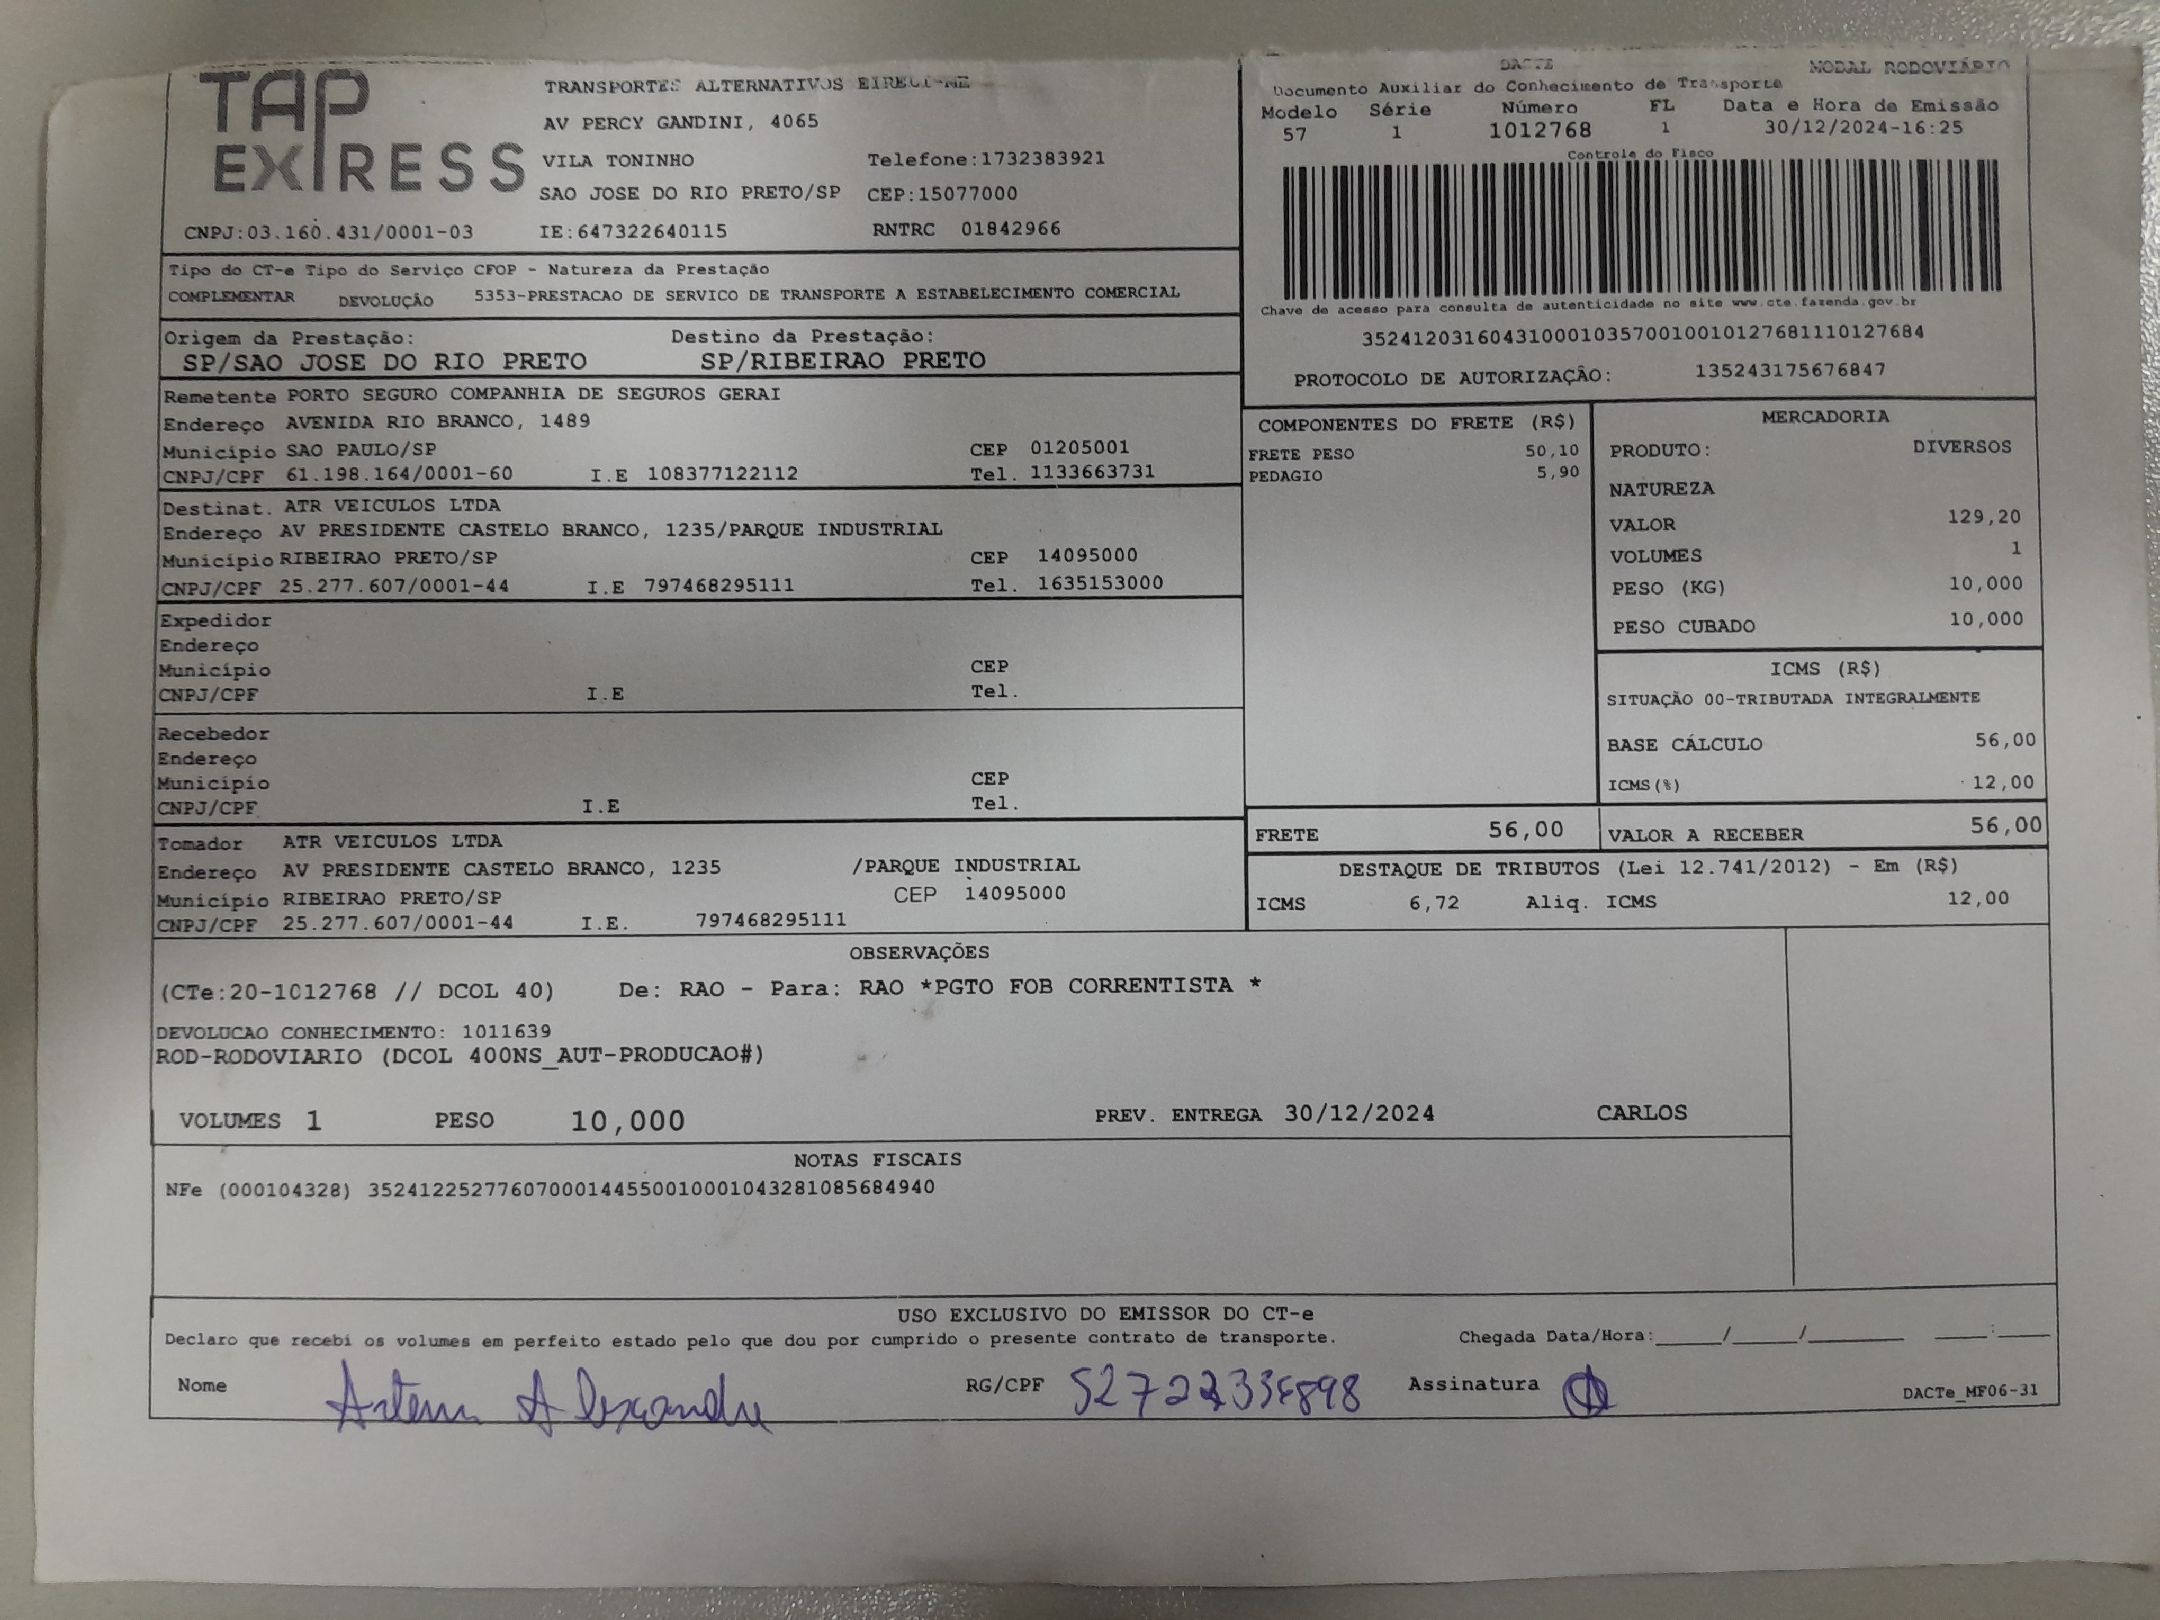 TAP EXPRESS
TRANSPORTES ALTERNATIVOS EIRELI-ME
AV PERCY GANDINI, 4065
VILA TONINHO Telefone:1732383921
SAO JOSE DO RIO PRETO/SP CEP:15077000
CNPJ:03.160.431/0001-03 IE:647322640115 RNTRC 01842966
DACTE MODAL RODOVIÁRIO
Documento Auxiliar do Conhecimento de Transporte
Modelo Série Número FL Data e Hora de Emissão
57 1 1012768 1 30/12/2024-16:25
Controle do Fisco
Chave de acesso para consulta de autenticidade no site www.cte.fazenda.gov.br
35241203160431000103570010010127681110127684
PROTOCOLO DE AUTORIZAÇÃO: 135243175676847
Tipo do CT-e Tipo do Serviço CFOP - Natureza da Prestação
COMPLEMENTAR DEVOLUÇÃO 5353-PRESTACAO DE SERVICO DE TRANSPORTE A ESTABELECIMENTO COMERCIAL
Origem da Prestação: Destino da Prestação:
SP/SAO JOSE DO RIO PRETO SP/RIBEIRAO PRETO
Remetente PORTO SEGURO COMPANHIA DE SEGUROS GERAI
Endereço AVENIDA RIO BRANCO, 1489
Município SAO PAULO/SP CEP 01205001
CNPJ/CPF 61.198.164/0001-60 I.E 108377122112 Tel. 1133663731
Destinat. ATR VEICULOS LTDA
Endereço AV PRESIDENTE CASTELO BRANCO, 1235/PARQUE INDUSTRIAL
Município RIBEIRAO PRETO/SP CEP 14095000
CNPJ/CPF 25.277.607/0001-44 I.E 797468295111 Tel. 1635153000
Expedidor
Endereço
Município CEP
CNPJ/CPF I.E Tel.
Recebedor
Endereço
Município CEP
CNPJ/CPF I.E Tel.
Tomador ATR VEICULOS LTDA
Endereço AV PRESIDENTE CASTELO BRANCO, 1235 /PARQUE INDUSTRIAL
Município RIBEIRAO PRETO/SP CEP 14095000
CNPJ/CPF 25.277.607/0001-44 I.E. 797468295111
COMPONENTES DO FRETE (R$)
FRETE PESO 50,10
PEDAGIO 5,90
MERCADORIA
PRODUTO: DIVERSOS
NATUREZA
VALOR 129,20
VOLUMES 1
PESO (KG) 10,000
PESO CUBADO 10,000
ICMS (R$)
SITUAÇÃO 00-TRIBUTADA INTEGRALMENTE
BASE CÁLCULO 56,00
ICMS(%) 12,00
FRETE 56,00 VALOR A RECEBER 56,00
DESTAQUE DE TRIBUTOS (Lei 12.741/2012) - Em (R$)
ICMS 6,72 Aliq. ICMS 12,00
OBSERVAÇÕES
(CTe:20-1012768 // DCOL 40) De: RAO - Para: RAO *PGTO FOB CORRENTISTA *
DEVOLUCAO CONHECIMENTO: 1011639
ROD-RODOVIARIO (DCOL 400NS_AUT-PRODUCAO#)
VOLUMES 1 PESO 10,000 PREV. ENTREGA 30/12/2024 CARLOS
NOTAS FISCAIS
NFe (000104328) 35241225277607000144550010001043281085684940
USO EXCLUSIVO DO EMISSOR DO CT-e
Declaro que recebi os volumes em perfeito estado pelo que dou por cumprido o presente contrato de transporte. Chegada Data/Hora:____/____/______ ___:___
Nome Alexandre RG/CPF Assinatura DACTe_MF06-31